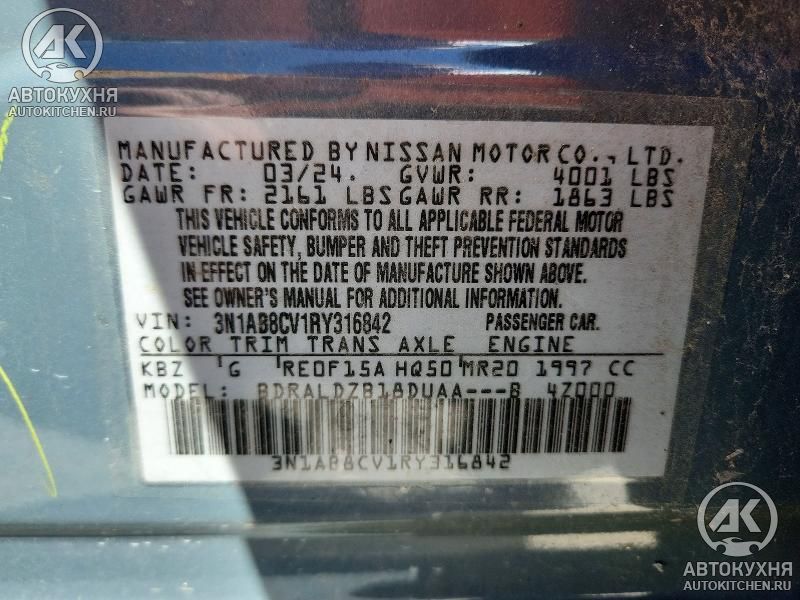 АК
АВТОКУХНЯ
AUTOKITCHEN.RU
MANUFACTURED BY NISSAN MOTOR CO., LTD.
DATE: 03/24. GVWR: 4001 LBS
GAWR FR: 2161 LBS GAWR RR: 1863 LBS
THIS VEHICLE CONFORMS TO ALL APPLICABLE FEDERAL MOTOR
VEHICLE SAFETY, BUMPER AND THEFT PREVENTION STANDARDS
IN EFFECT ON THE DATE OF MANUFACTURE SHOWN ABOVE.
SEE OWNER'S MANUAL FOR ADDITIONAL INFORMATION.
VIN: 3N1AB8CV1RY316842 PASSENGER CAR.
COLOR TRIM TRANS AXLE ENGINE
KBZ 'G RE0F15A HQ50 'MR20 1997 CC
MODEL: BDRALDZB18DUAA---B 4Z000
3N1AB8CV1RY316842
АК
АВТОКУХНЯ
AUTOKITCHEN.RU